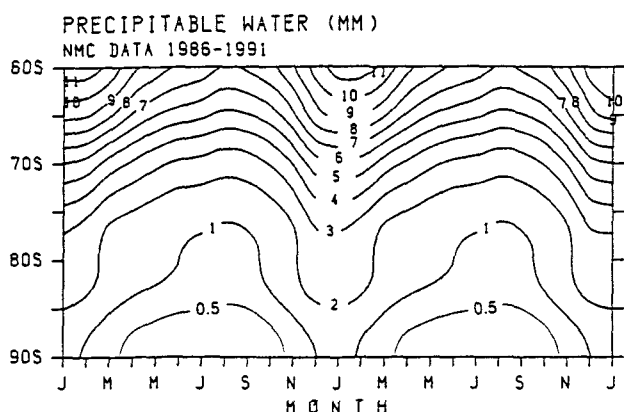 PRECIPITABLE WATER (MM)
NMC DATA 1986-1991
60S
11
10
9
8
7
11
10
9
8
7
6
5
4
3
2
7
8
10
9
70S
80S
1
1
0.5
0.5
90S
J M M J S N J M M J S N J
MONTH